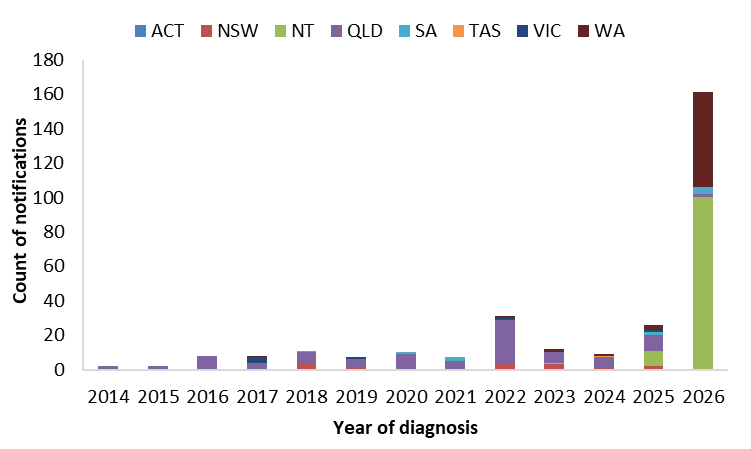 ACT NSW NT QLD SA TAS VIC WA
180
160
140
120
100
80
60
40
20
0
Count of notifications
2014 2015 2016 2017 2018 2019 2020 2021 2022 2023 2024 2025 2026
Year of diagnosis